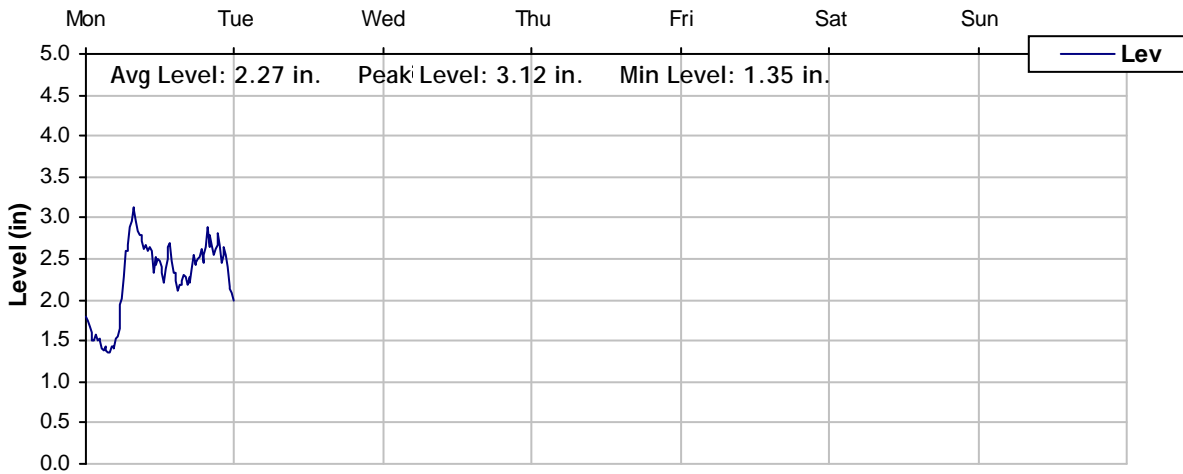 Mon Tue Wed Thu Fri Sat Sun
Lev
Avg Level: 2.27 in. Peak Level: 3.12 in. Min Level: 1.35 in.
5.0
4.5
4.0
3.5
3.0
2.5
2.0
1.5
1.0
0.5
0.0
Level (in)